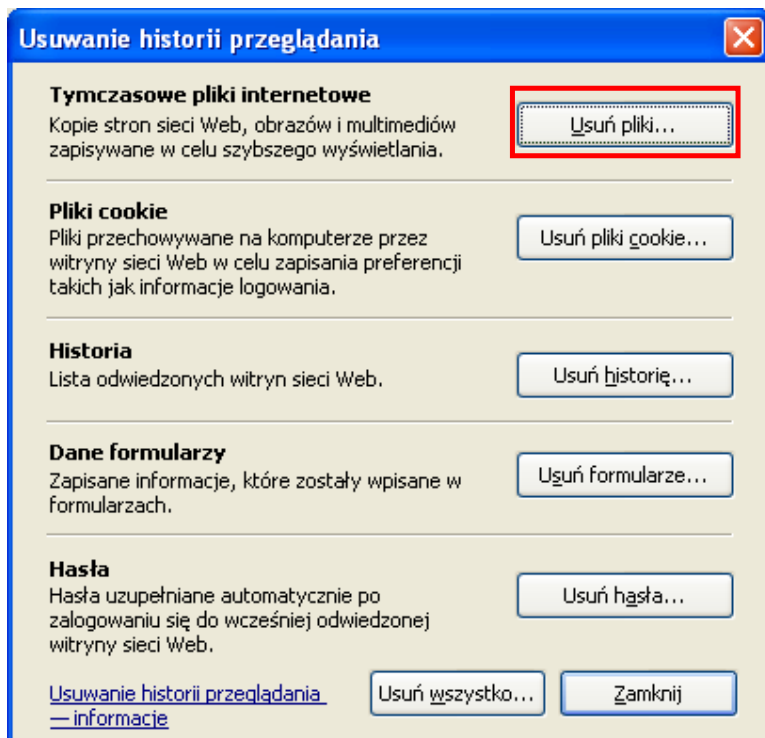 Usuwanie historii przeglądania
Tymczasowe pliki internetowe
Kopie stron sieci Web, obrazów i multimediów
zapisywane w celu szybszego wyświetlania.
Usuń pliki...
Pliki cookie
Pliki przechowywane na komputerze przez
witryny sieci Web w celu zapisania preferencji
takich jak informacje logowania.
Usuń pliki cookie...
Historia
Lista odwiedzonych witryn sieci Web.
Usuń historię...
Dane formularzy
Zapisane informacje, które zostały wpisane w
formularzach.
Usuń formularze...
Hasła
Hasła uzupełniane automatycznie po
zalogowaniu się do wcześniej odwiedzonej
witryny sieci Web.
Usuń hasła...
Usuwanie historii przeglądania
— informacje
Usuń wszystko...
Zamknij